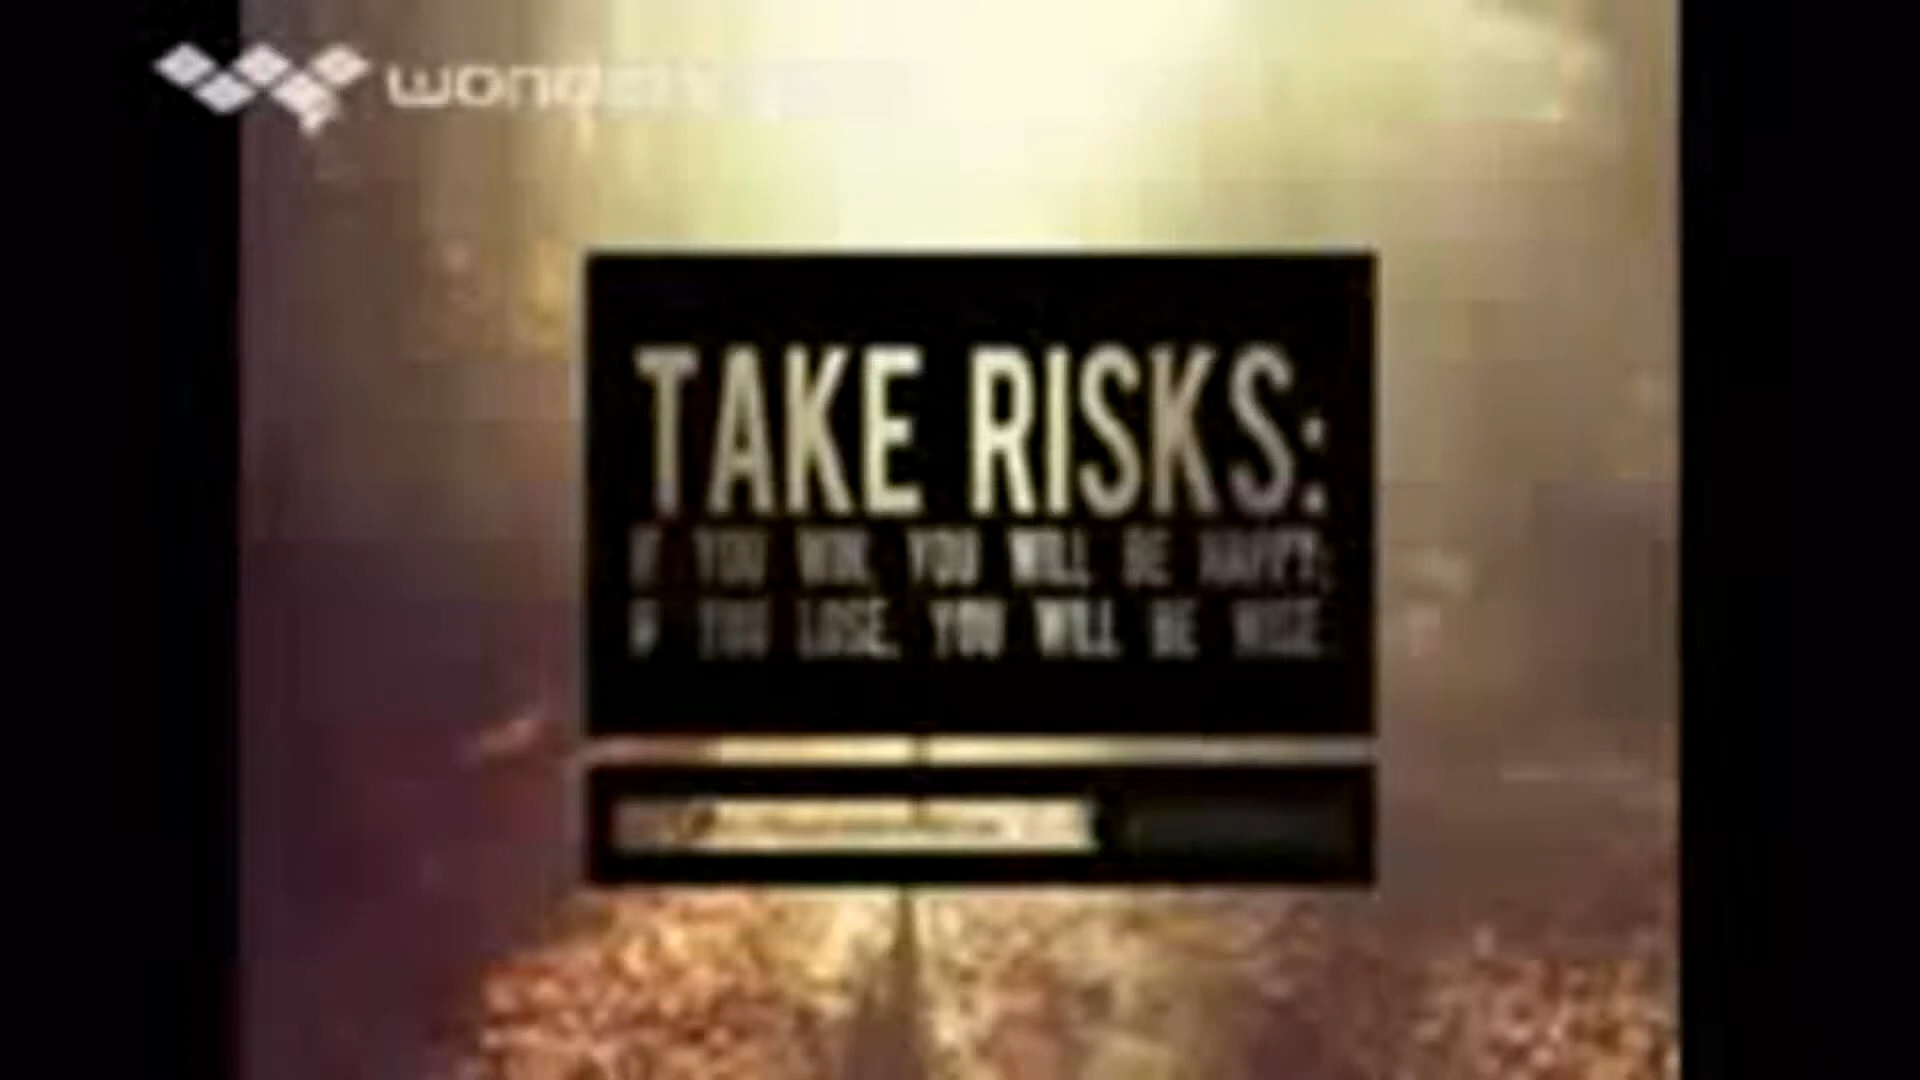 TAKE RISKS:
IF YOU WIN, YOU WILL BE HAPPY;
IF YOU LOSE, YOU WILL BE WISE.